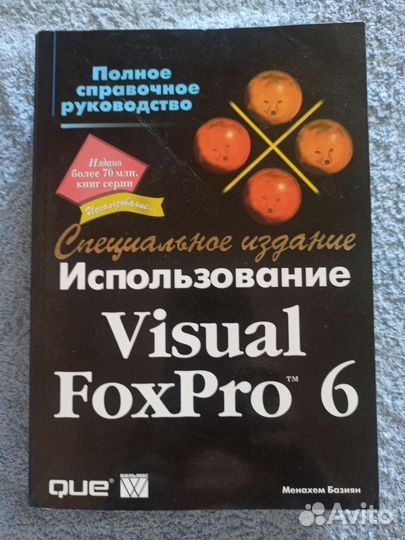 Полное
справочное
руководство
Издано
более 70 млн.
книг серии
Использование...
Специальное издание
Использование
Visual
FoxPro™ 6
QUE®
ВИЛЬЯМС
W
Менахем Базиян
Avito